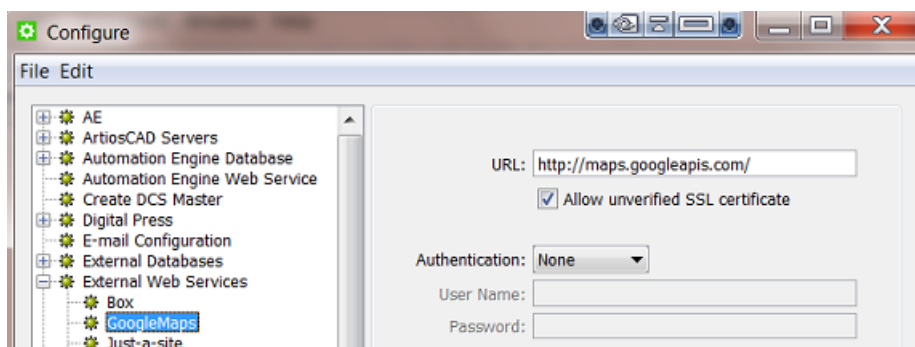 Configure
File Edit
AE
ArtiosCAD Servers
Automation Engine Database
Automation Engine Web Service
Create DCS Master
Digital Press
E-mail Configuration
External Databases
External Web Services
Box
GoogleMaps
Just-a-site
URL: http://maps.googleapis.com/
Allow unverified SSL certificate
Authentication: None
User Name:
Password: